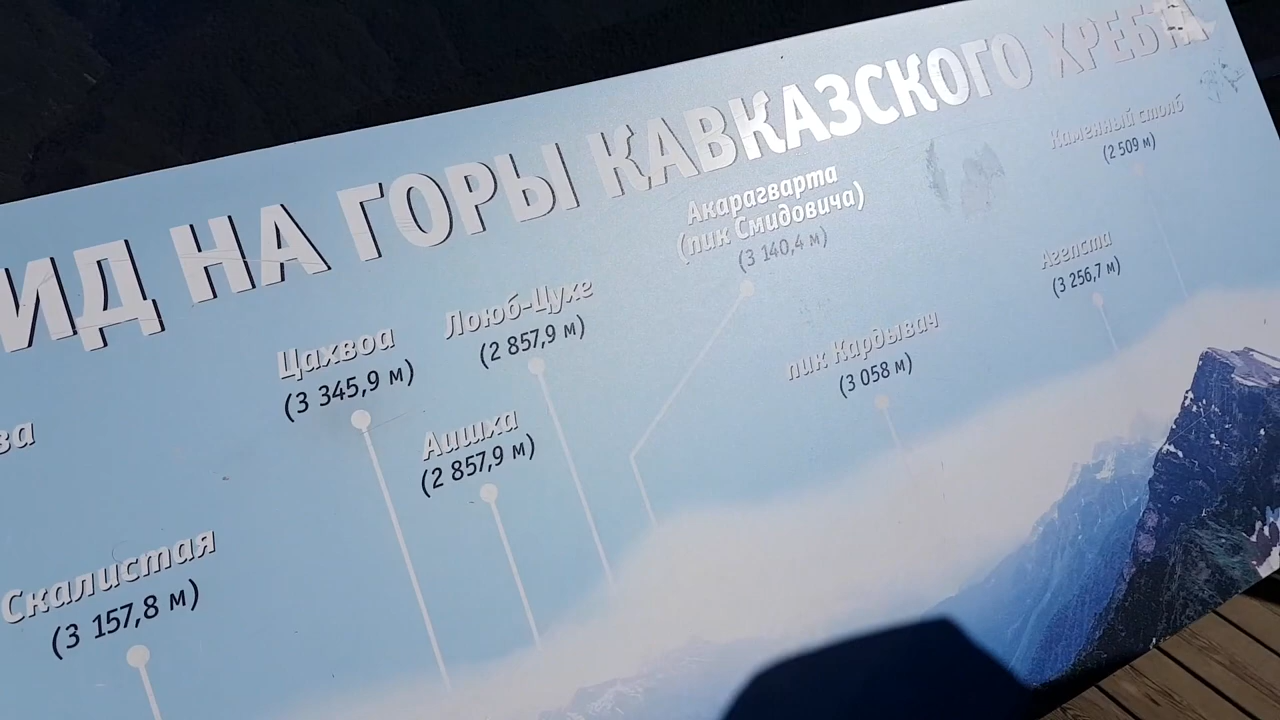 ИД НА ГОРЫ КАВКАЗСКОГО ХРЕБТА
Каменный столб
(2 509 м)
Акарагварта
(пик Смидовича)
(3 140,4 м)
Агепста
(3 256,7 м)
Лоюб-Цухе
(2 857,9 м)
Цахвоа
(3 345,9 м)
пик Кардывач
(3 058 м)
Аишха
(2 857,9 м)
ва
Скалистая
(3 157,8 м)